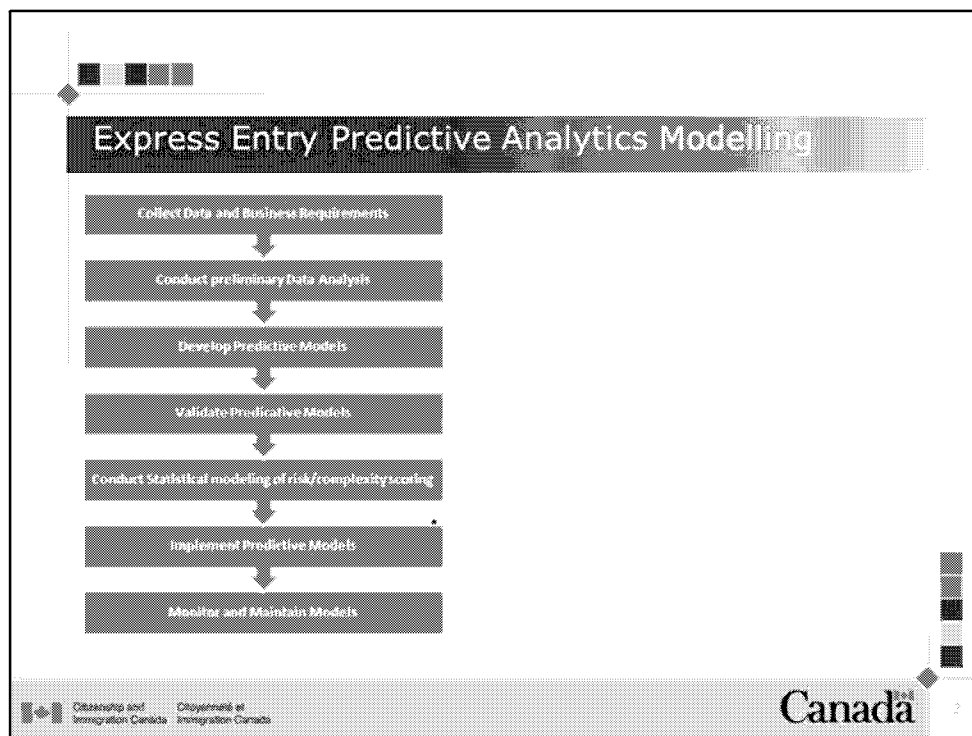 Express Entry Predictive Analytics Modelling
Collect Data and Business Requirements
Conduct preliminary Data Analysis
Develop Predictive Models
Validate Predicative Models
Conduct Statistical modeling of risk/complexity scoring
*
Implement Predictive Models
Monitor and Maintain Models
Citizenship and Citoyenneté et
Immigration Canada Immigration Canada
Canada
2